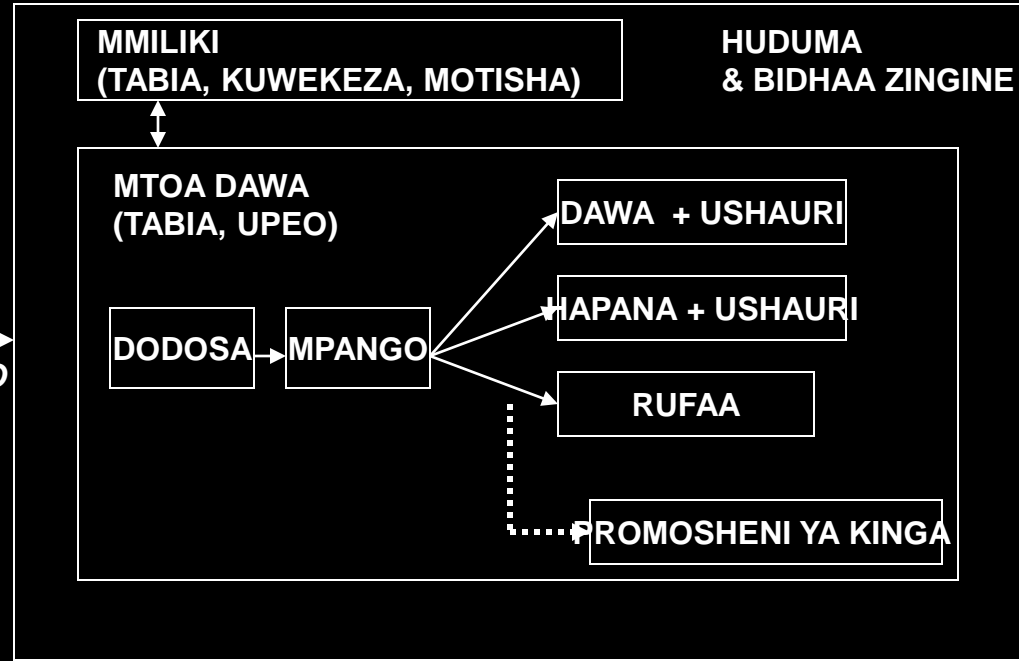 MMILIKI
(TABIA, KUWEKEZA, MOTISHA)
HUDUMA
& BIDHAA ZINGINE
MTOA DAWA
(TABIA, UPEO)
DAWA + USHAURI
HAPANA + USHAURI
DODOSA
MPANGO
RUFAA
PROMOSHENI YA KINGA